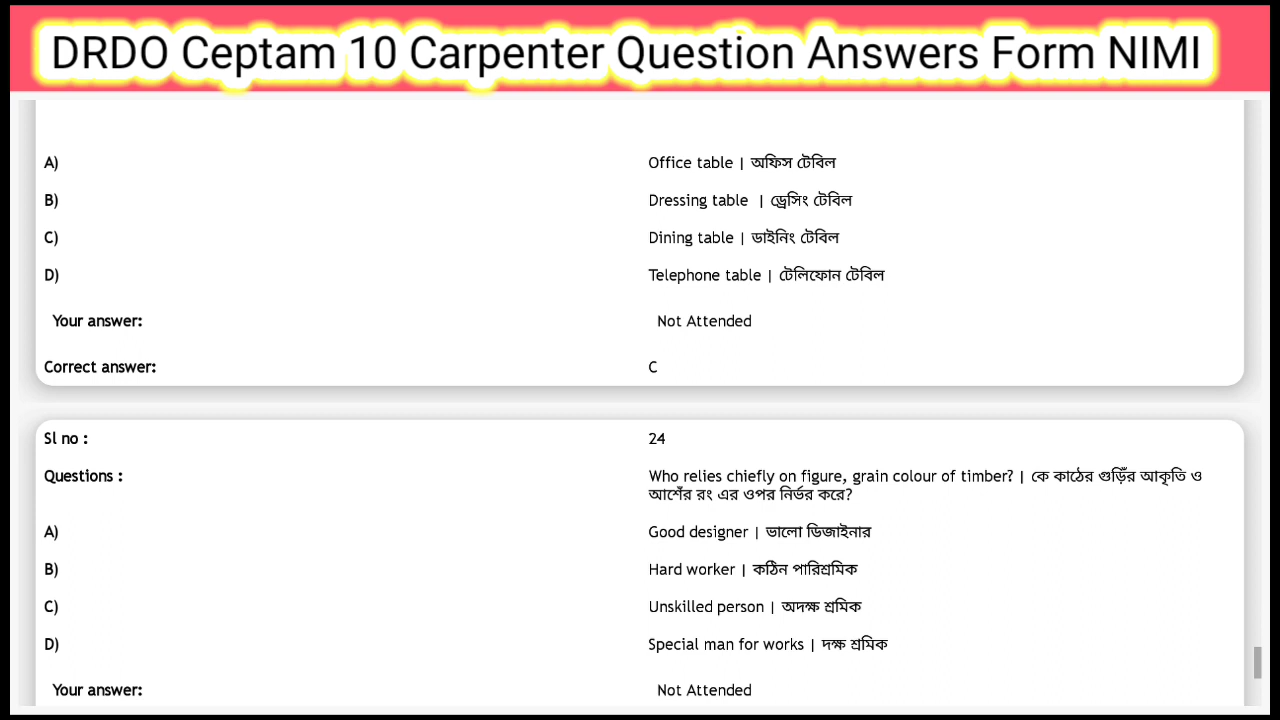 DRDO Ceptam 10 Carpenter Question Answers Form NIMI
A) Office table | অফিস টেবিল
B) Dressing table | ড্রেসিং টেবিল
C) Dining table | ডাইনিং টেবিল
D) Telephone table | টেলিফোন টেবিল
Your answer: Not Attended
Correct answer: C
Sl no : 24
Questions : Who relies chiefly on figure, grain colour of timber? | কে কাঠের গুড়িঁর আকৃতি ও
আশেঁর রং এর ওপর নির্ভর করে?
A) Good designer | ভালো ডিজাইনার
B) Hard worker | কঠিন পারিশ্রমিক
C) Unskilled person | অদক্ষ শ্রমিক
D) Special man for works | দক্ষ শ্রমিক
Your answer: Not Attended